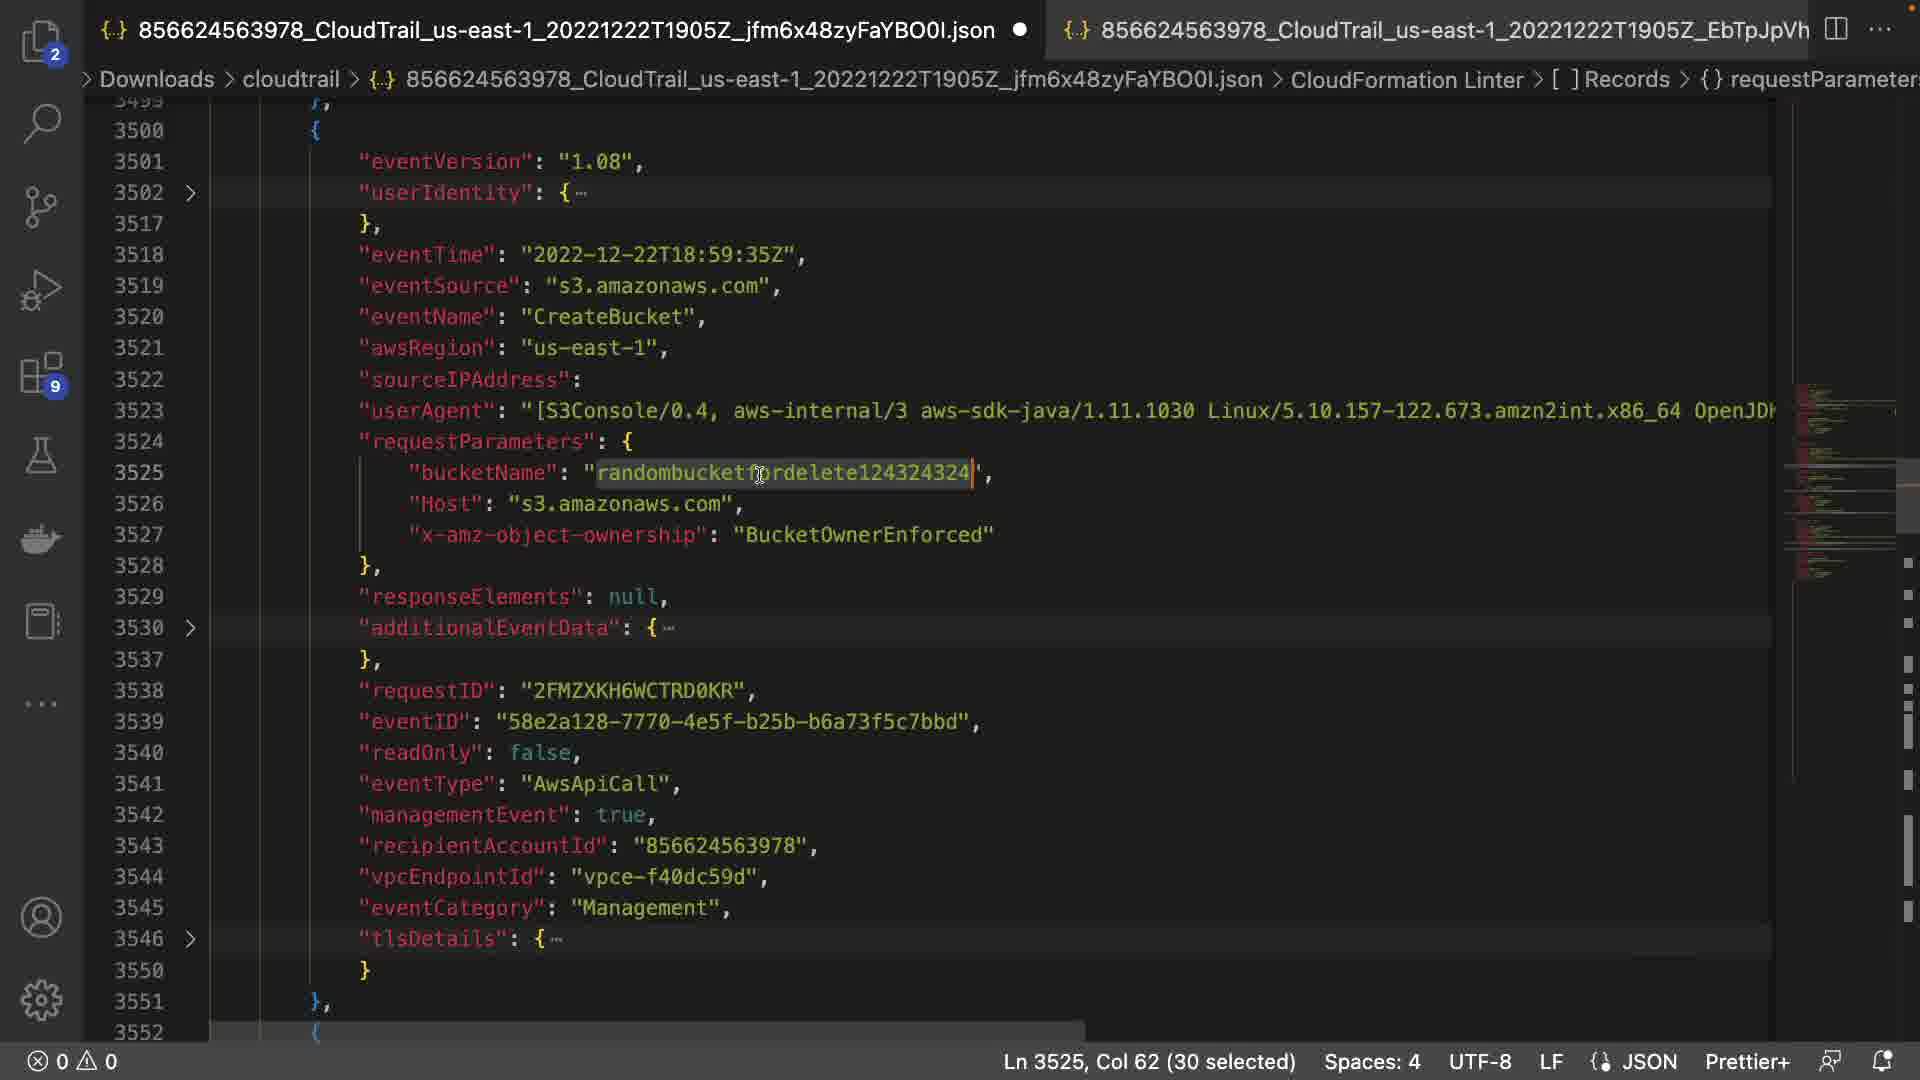 856624563978_CloudTrail_us-east-1_20221222T1905Z_jfm6x48zyFaYBO0I.json
856624563978_CloudTrail_us-east-1_20221222T1905Z_EbTpJpVh
Downloads > cloudtrail > {..} 856624563978_CloudTrail_us-east-1_20221222T1905Z_jfm6x48zyFaYBO0I.json > CloudFormation Linter > [ ] Records > {} requestParameters
3499 },
3500 {
3501 "eventVersion": "1.08",
3502 "userIdentity": {…
3517 },
3518 "eventTime": "2022-12-22T18:59:35Z",
3519 "eventSource": "s3.amazonaws.com",
3520 "eventName": "CreateBucket",
3521 "awsRegion": "us-east-1",
3522 "sourceIPAddress":
3523 "userAgent": "[S3Console/0.4, aws-internal/3 aws-sdk-java/1.11.1030 Linux/5.10.157-122.673.amzn2int.x86_64 OpenJDK
3524 "requestParameters": {
3525 "bucketName": "randombucketfordelete124324324",
3526 "Host": "s3.amazonaws.com",
3527 "x-amz-object-ownership": "BucketOwnerEnforced"
3528 },
3529 "responseElements": null,
3530 "additionalEventData": {…
3537 },
3538 "requestID": "2FMZXKH6WCTRD0KR",
3539 "eventID": "58e2a128-7770-4e5f-b25b-b6a73f5c7bbd",
3540 "readOnly": false,
3541 "eventType": "AwsApiCall",
3542 "managementEvent": true,
3543 "recipientAccountId": "856624563978",
3544 "vpcEndpointId": "vpce-f40dc59d",
3545 "eventCategory": "Management",
3546 "tlsDetails": {…
3550 }
3551 },
3552 {
2
9
0 0
Ln 3525, Col 62 (30 selected) Spaces: 4 UTF-8 LF JSON Prettier+